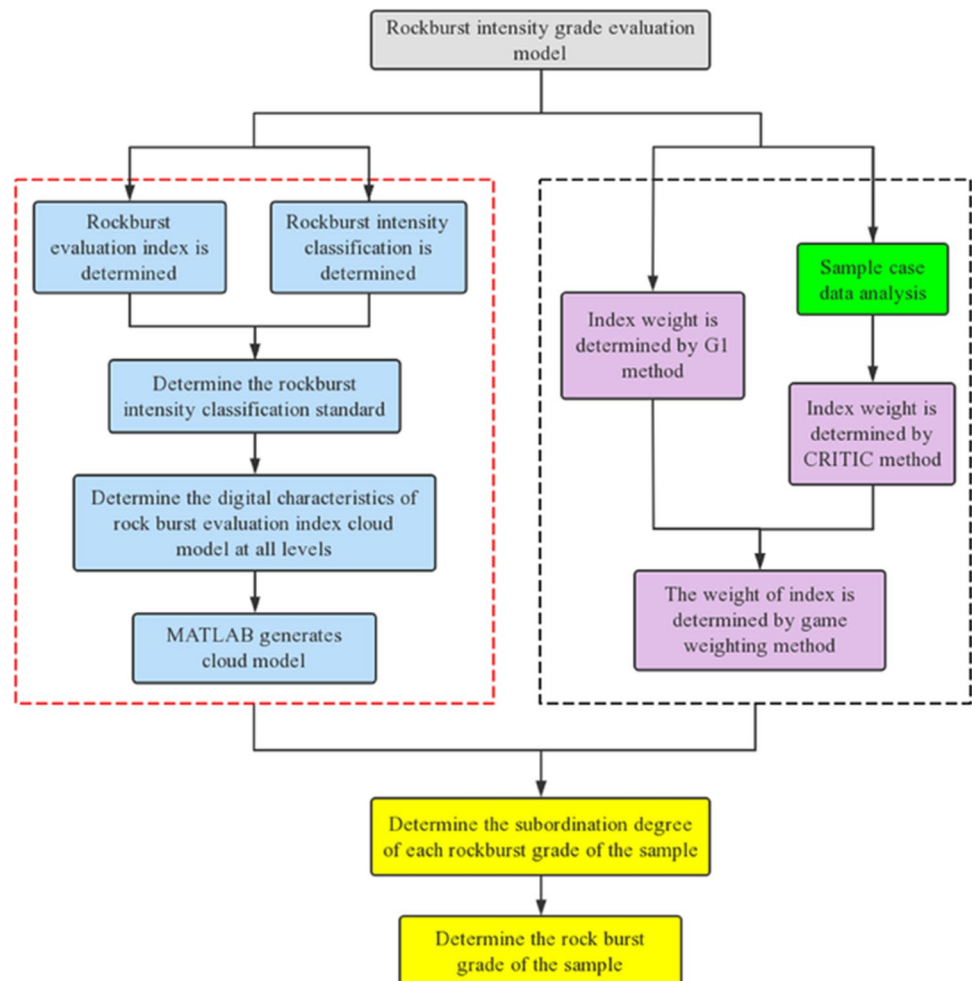 Rockburst intensity grade evaluation
model
Rockburst
evaluation index is
determined
Rockburst intensity
classification is
determined
Determine the rockburst
intensity classification standard
Determine the digital characteristics of
rock burst evaluation index cloud
model at all levels
MATLAB generates
cloud model
Index weight is
determined by G1
method
Sample case
data analysis
Index weight is
determined by
CRITIC method
The weight of index is
determined by game
weighting method
Determine the subordination degree
of each rockburst grade of the sample
Determine the rock burst
grade of the sample